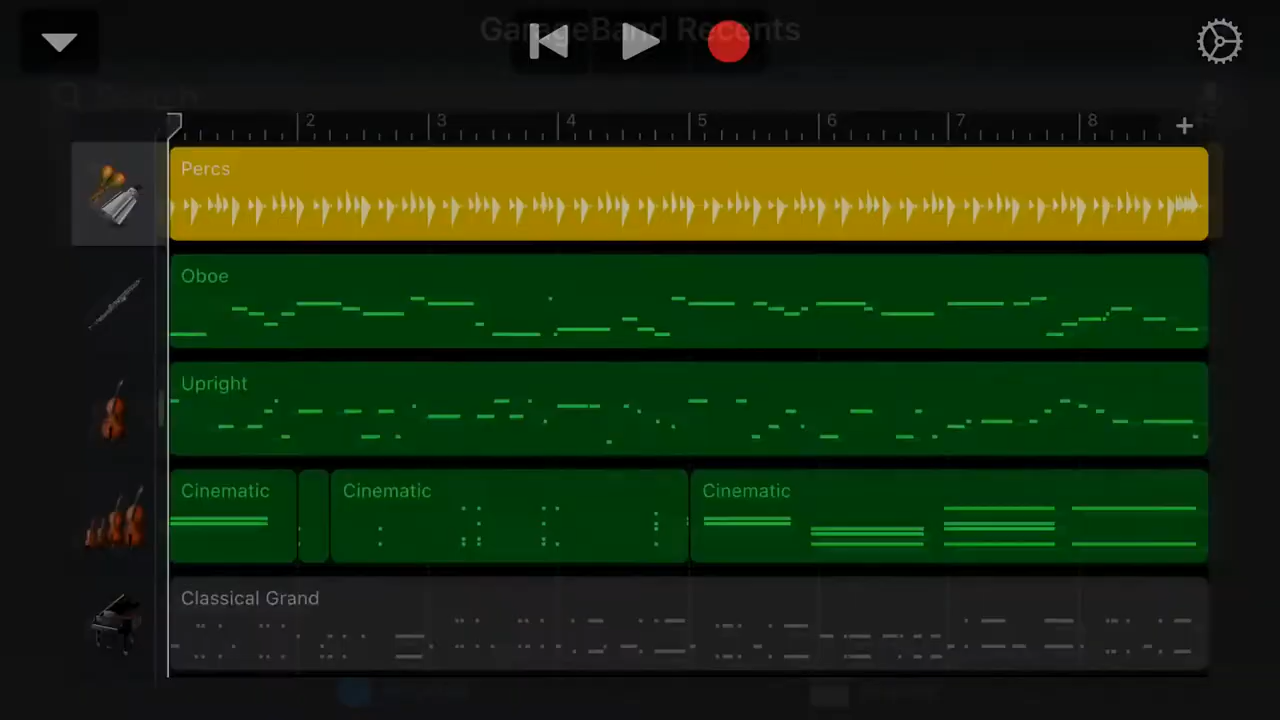 GarageBand Recents
2 3 4 5 6 7 8 +
Percs
Oboe
Upright
Cinematic Cinematic Cinematic
Classical Grand